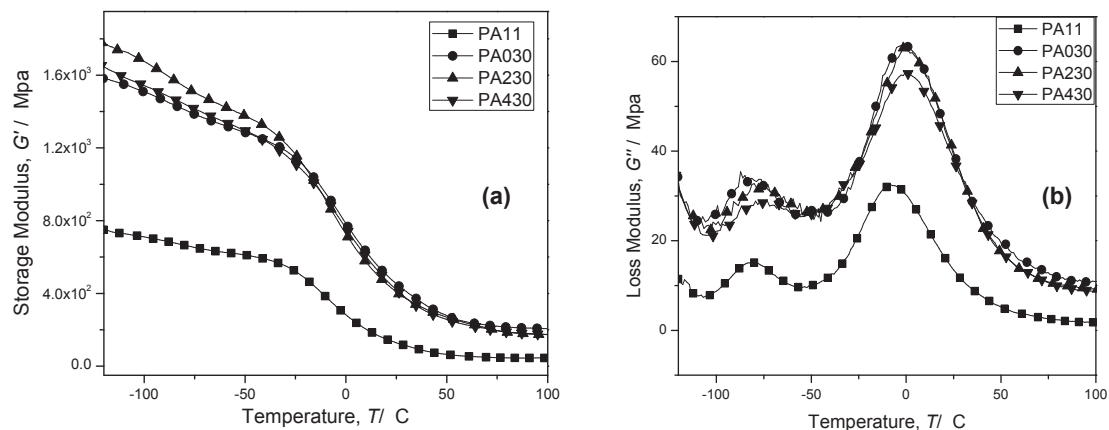 Storage Modulus, G' / Mpa
1.6x10³
1.2x10³
8.0x10²
4.0x10²
0.0
-100
-50
0
50
100
Temperature, T/ C
PA11
PA030
PA230
PA430
(a)
Loss Modulus, G'' / Mpa
60
40
20
0
-100
-50
0
50
100
Temperature, T/ C
PA11
PA030
PA230
PA430
(b)